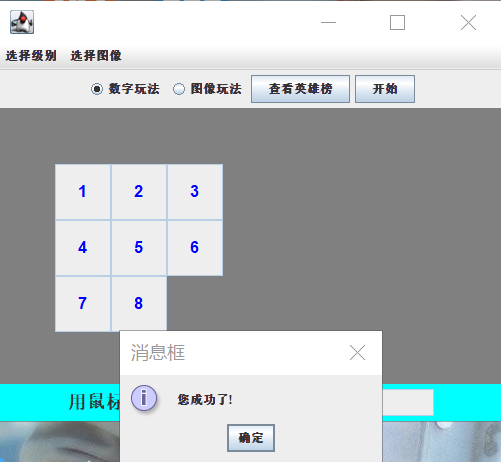 选择级别 选择图像
数字玩法 图像玩法 查看英雄榜 开始
1 2 3
4 5 6
7 8
消息框
您成功了!
用鼠标
确定